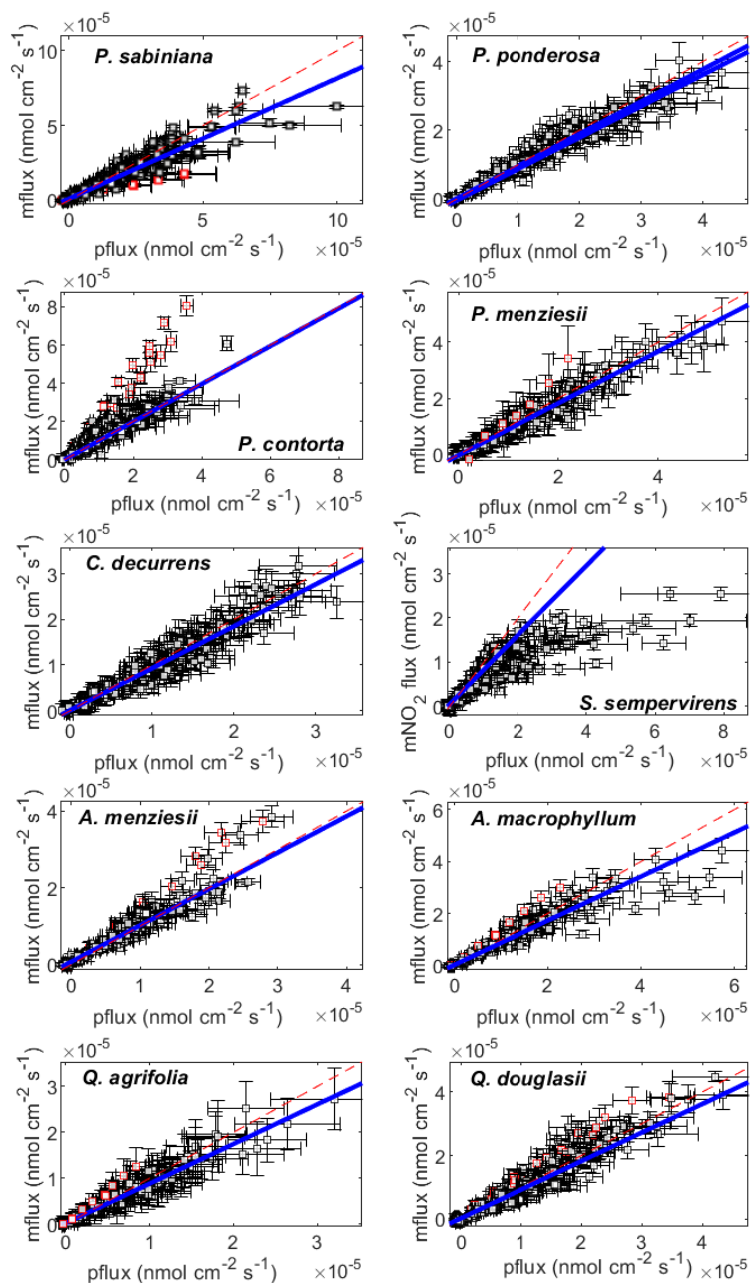 ×10⁻⁵ ×10⁻⁵
P. sabiniana P. ponderosa
mflux (nmol cm⁻² s⁻¹) mflux (nmol cm⁻² s⁻¹)
10 5 0 4 2 0
0 5 10 0 1 2 3 4
pflux (nmol cm⁻² s⁻¹) ×10⁻⁵ pflux (nmol cm⁻² s⁻¹) ×10⁻⁵
×10⁻⁵ ×10⁻⁵
P. contorta P. menziesii
mflux (nmol cm⁻² s⁻¹) mflux (nmol cm⁻² s⁻¹)
8 6 4 2 0 4 2 0
0 2 4 6 8 0 2 4
pflux (nmol cm⁻² s⁻¹) ×10⁻⁵ pflux (nmol cm⁻² s⁻¹) ×10⁻⁵
×10⁻⁵ ×10⁻⁵
C. decurrens S. sempervirens
mflux (nmol cm⁻² s⁻¹) mNO₂ flux (nmol cm⁻² s⁻¹)
3 2 1 0 3 2 1 0
0 1 2 3 0 2 4 6 8
pflux (nmol cm⁻² s⁻¹) ×10⁻⁵ pflux (nmol cm⁻² s⁻¹) ×10⁻⁵
×10⁻⁵ ×10⁻⁵
A. menziesii A. macrophyllum
mflux (nmol cm⁻² s⁻¹) mflux (nmol cm⁻² s⁻¹)
4 2 0 6 4 2 0
0 1 2 3 4 0 2 4 6
pflux (nmol cm⁻² s⁻¹) ×10⁻⁵ pflux (nmol cm⁻² s⁻¹) ×10⁻⁵
×10⁻⁵ ×10⁻⁵
Q. agrifolia Q. douglasii
mflux (nmol cm⁻² s⁻¹) mflux (nmol cm⁻² s⁻¹)
3 2 1 0 4 2 0
0 1 2 3 0 1 2 3 4
pflux (nmol cm⁻² s⁻¹) ×10⁻⁵ pflux (nmol cm⁻² s⁻¹) ×10⁻⁵